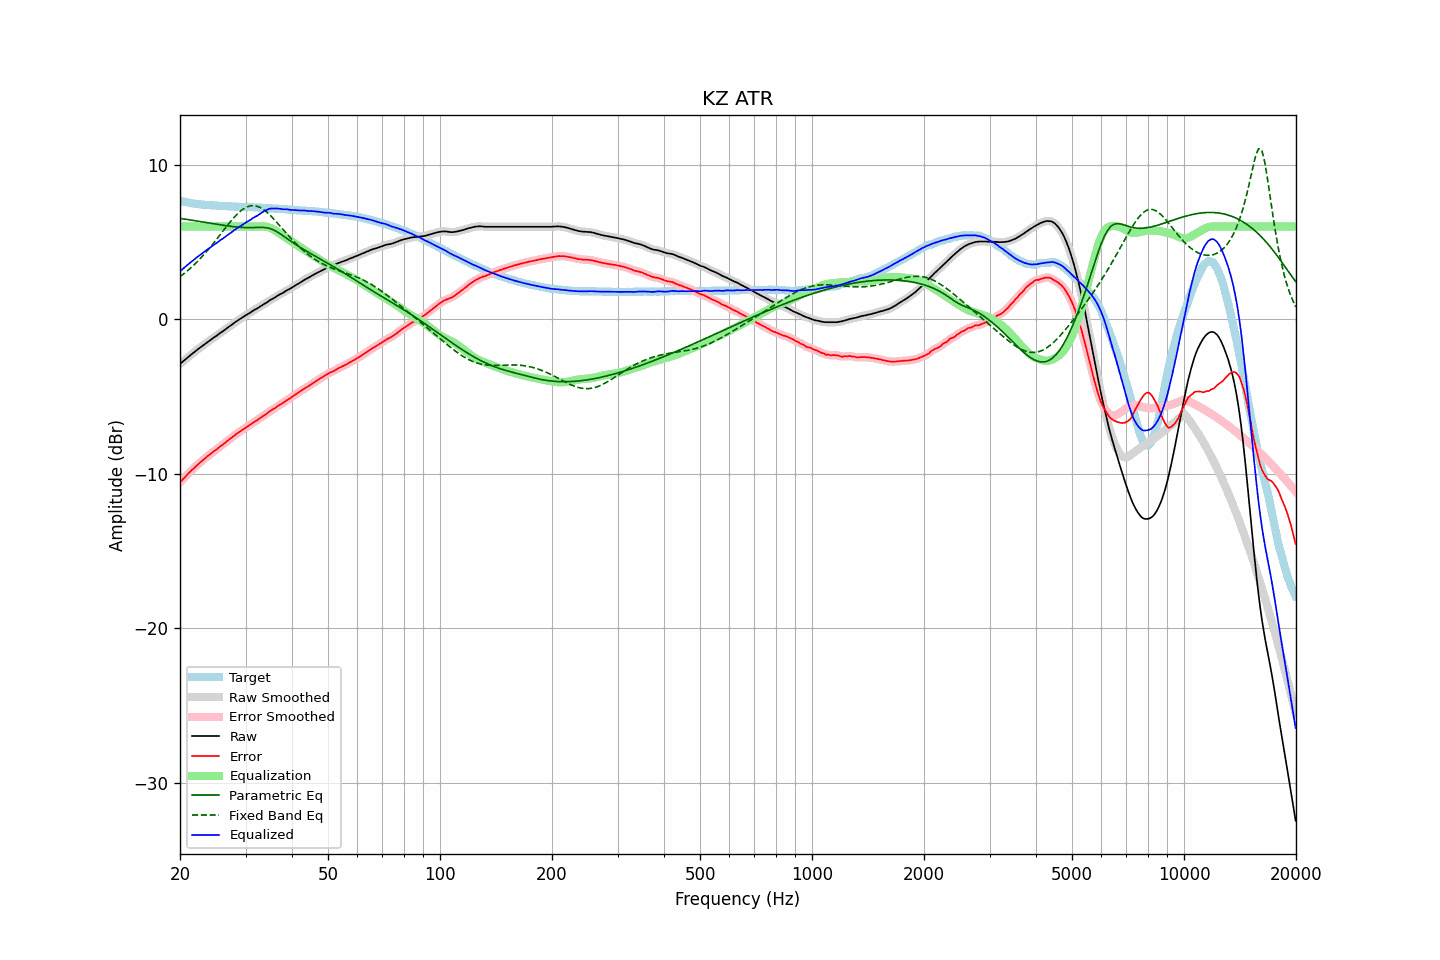 KZ ATR
10
0
−10
−20
−30
Amplitude (dBr)
Target
Raw Smoothed
Error Smoothed
Raw
Error
Equalization
Parametric Eq
Fixed Band Eq
Equalized
20 50 100 200 500 1000 2000 5000 10000 20000
Frequency (Hz)